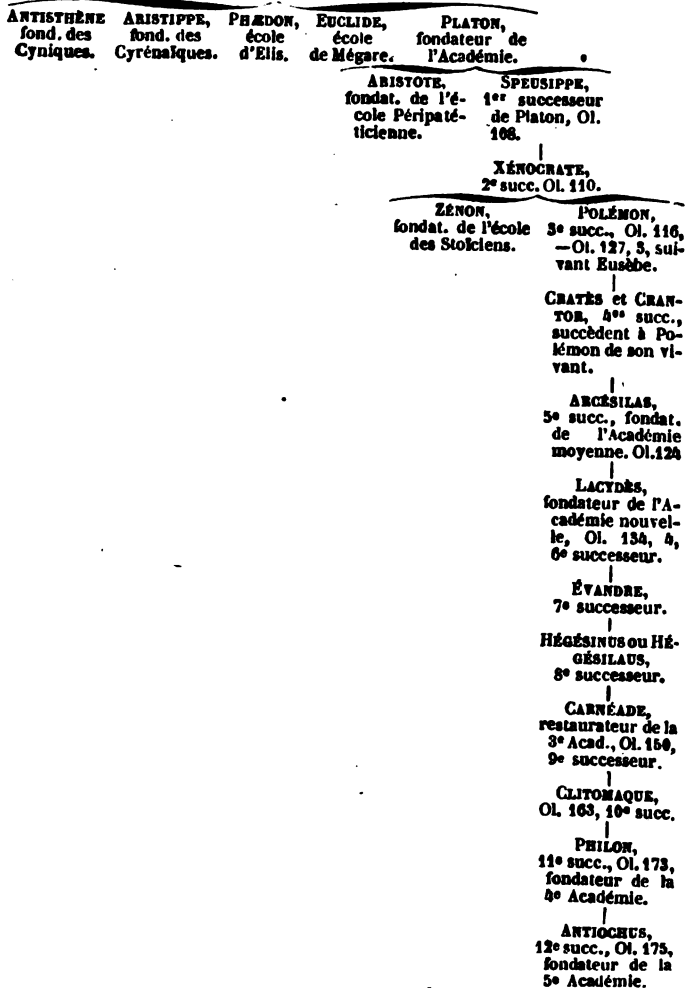 ANTISTHÈNE
fond. des
Cyniques.
ARISTIPPE,
fond. des
Cyrénaïques.
PHÆDON,
école
d'Elis.
EUCLIDE,
école
de Mégare.
PLATON,
fondateur de
l'Académie.
ARISTOTE,
fondat. de l'é-
cole Péripaté-
ticienne.
SPEUSIPPE,
1er successeur
de Platon, Ol.
108.
XÉNOCRATE,
2e succ. Ol. 110.
ZÉNON,
fondat. de l'école
des Stoïciens.
POLÉMON,
3e succ., Ol. 116,
—Ol. 127, 3, sui-
vant Eusèbe.
CRATÈS et CRAN-
TOR, 4es succ.,
succèdent à Po-
lémon de son vi-
vant.
ARCÉSILAS,
5e succ., fondat.
de l'Académie
moyenne. Ol.124
LACYDÈS,
fondateur de l'A-
cadémie nouvel-
le, Ol. 134, 4,
6e successeur.
ÉVANDRE,
7e successeur.
HÉGÉSINUS ou HÉ-
GÉSILAUS,
8e successeur.
CARNÉADE,
restaurateur de la
3e Acad., Ol. 150,
9e successeur.
CLITOMAQUE,
Ol. 163, 10e succ.
PHILON,
11e succ., Ol. 173,
fondateur de la
4e Académie.
ANTIOCHUS,
12e succ., Ol. 175,
fondateur de la
5e Académie.